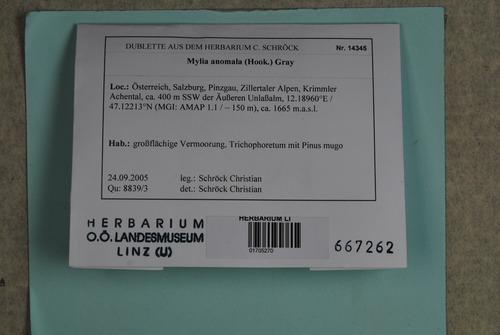 DUBLETTE AUS DEM HERBARIUM C. SCHRÖCK Nr. 14345
Mylia anomala (Hook.) Gray
Loc.: Österreich, Salzburg, Pinzgau, Zillertaler Alpen, Krimmler
Achental, ca. 400 m SSW der Äußeren Unlaßalm, 12.18960°E /
47.12213°N (MGI: AMAP 1.1 / ~ 150 m), ca. 1665 m.a.s.l.
Hab.: großflächige Vermoorung, Trichophoretum mit Pinus mugo
24.09.2005 leg.: Schröck Christian
Qu: 8839/3 det.: Schröck Christian
HERBARIUM
O.Ö. LANDESMUSEUM
LINZ (U)
HERBARIUM LI
01705270
667262